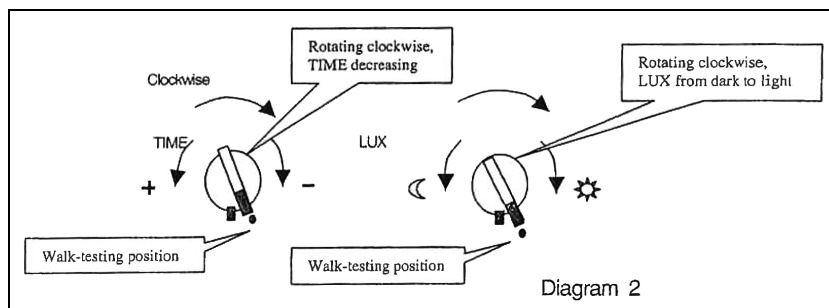 Rotating clockwise,
TIME decreasing
Clockwise
Rotating clockwise,
LUX from dark to light
TIME
LUX
+
-
Walk-testing position
Walk-testing position
Diagram 2